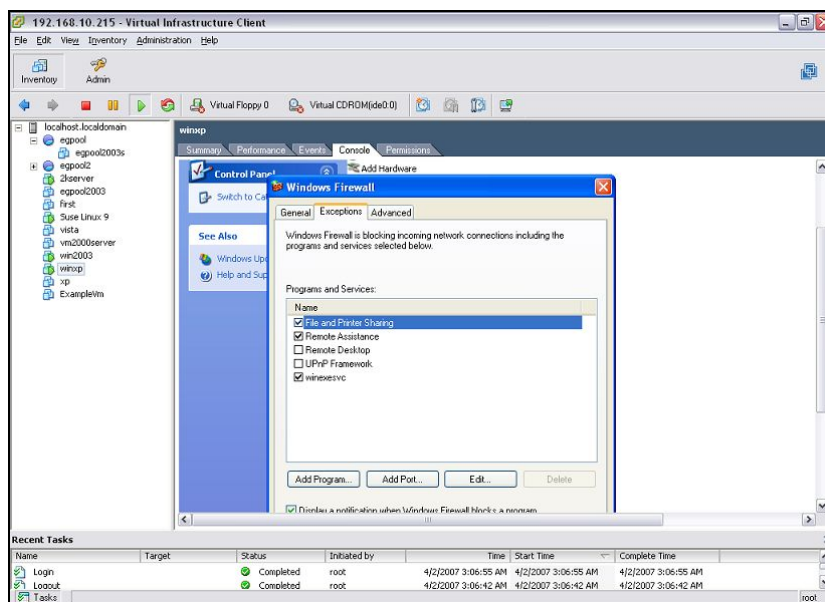 192.168.10.215 - Virtual Infrastructure Client
File Edit View Inventory Administration Help
Inventory Admin
Virtual Floppy 0 Virtual CDROM(ide0:0)
localhost.localdomain
egpool
egpool2003s
egpool2
2kserver
egpool2003
first
Suse Linux 9
vista
vm2000server
win2003
winxp
xp
ExampleVm
winxp
Summary Performance Events Console Permissions
Control Panel
Add Hardware
Switch to Ca
See Also
Windows Upd
Help and Sup
Windows Firewall
General Exceptions Advanced
Windows Firewall is blocking incoming network connections including the
programs and services selected below.
Programs and Services:
Name
File and Printer Sharing
Remote Assistance
Remote Desktop
UPnP Framework
winexesvc
Add Program... Add Port... Edit... Delete
Display a notification when Windows Firewall blocks a program
Recent Tasks
Name Target Status Initiated by Time Start Time Complete Time
Login Completed root 4/2/2007 3:06:55 AM 4/2/2007 3:06:55 AM 4/2/2007 3:06:55 AM
Logout Completed root 4/2/2007 3:06:42 AM 4/2/2007 3:06:42 AM 4/2/2007 3:06:42 AM
Tasks root